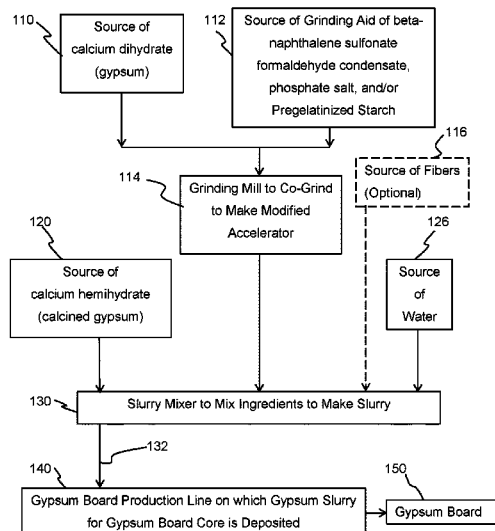 110
Source of
calcium dihydrate
(gypsum)
112
Source of Grinding Aid of beta-
naphthalene sulfonate
formaldehyde condensate,
phosphate salt, and/or
Pregelatinized Starch
116
Source of Fibers
(Optional)
114
Grinding Mill to Co-Grind
to Make Modified
Accelerator
120
Source of
calcium hemihydrate
(calcined gypsum)
126
Source
of
Water
130
Slurry Mixer to Mix Ingredients to Make Slurry
132
140
Gypsum Board Production Line on which Gypsum Slurry
for Gypsum Board Core is Deposited
150
Gypsum Board